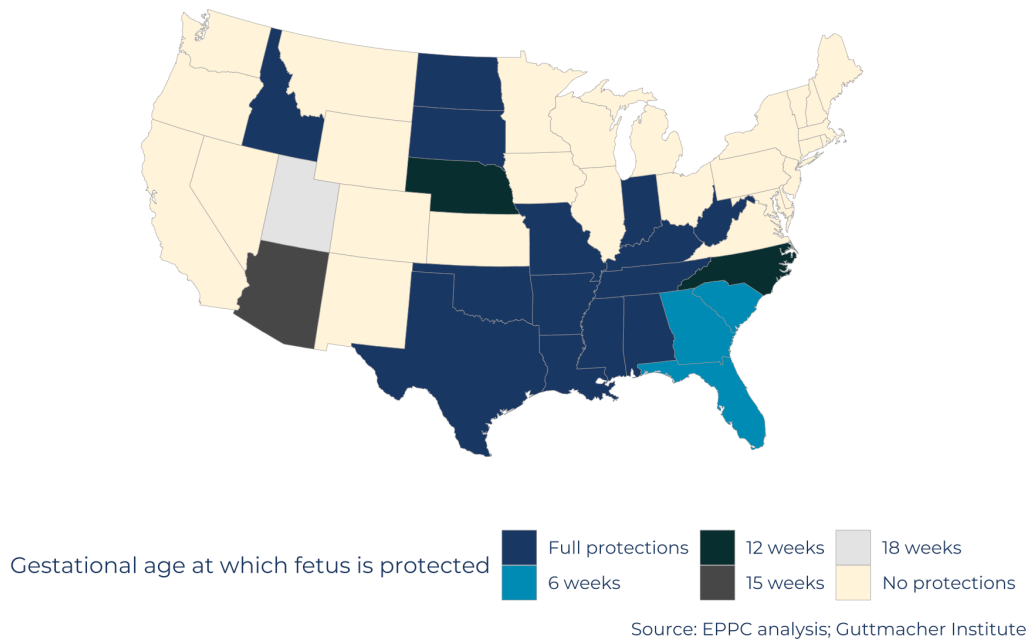 Gestational age at which fetus is protected
Full protections
6 weeks
12 weeks
15 weeks
18 weeks
No protections
Source: EPPC analysis; Guttmacher Institute